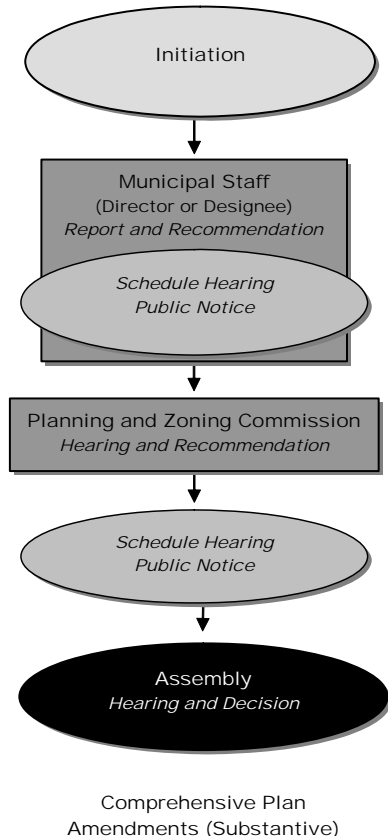 Initiation
Municipal Staff
(Director or Designee)
Report and Recommendation
Schedule Hearing
Public Notice
Planning and Zoning Commission
Hearing and Recommendation
Schedule Hearing
Public Notice
Assembly
Hearing and Decision
Comprehensive Plan
Amendments (Substantive)